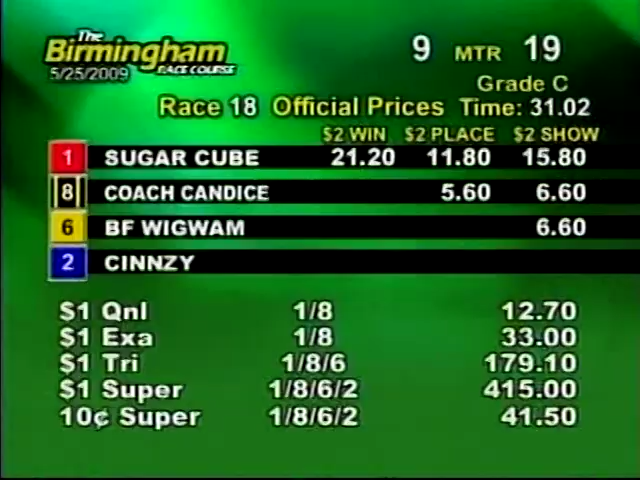 The
Birmingham
RACE COURSE
5/25/2009
9 MTR 19
Grade C
Race 18 Official Prices Time: 31.02
$2 WIN $2 PLACE $2 SHOW
1 SUGAR CUBE 21.20 11.80 15.80
8 COACH CANDICE 5.60 6.60
6 BF WIGWAM 6.60
2 CINNZY
$1 Qnl 1/8 12.70
$1 Exa 1/8 33.00
$1 Tri 1/8/6 179.10
$1 Super 1/8/6/2 415.00
10¢ Super 1/8/6/2 41.50